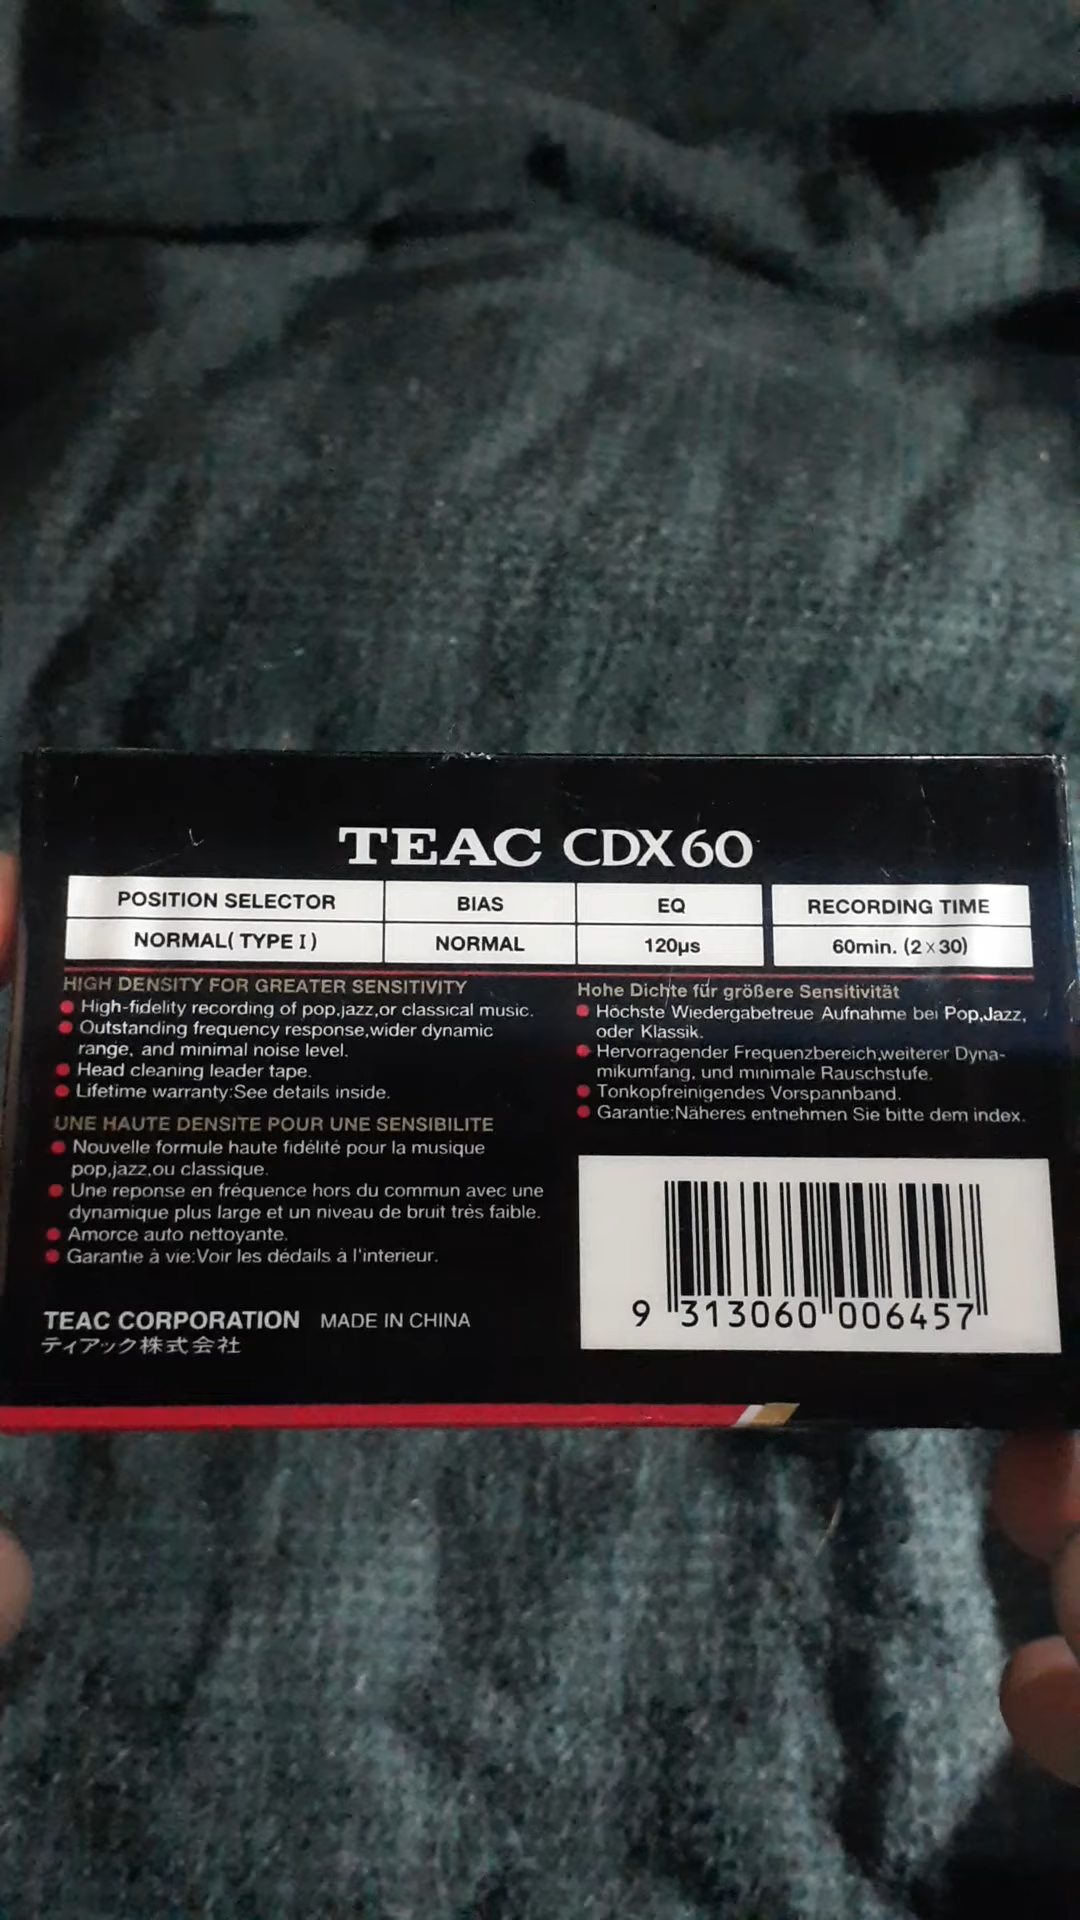 TEAC CDX60
POSITION SELECTOR BIAS EQ RECORDING TIME
NORMAL(TYPE I) NORMAL 120µs 60min. (2×30)
HIGH DENSITY FOR GREATER SENSITIVITY
● High-fidelity recording of pop,jazz,or classical music.
● Outstanding frequency response,wider dynamic
range, and minimal noise level.
● Head cleaning leader tape.
● Lifetime warranty:See details inside.
UNE HAUTE DENSITE POUR UNE SENSIBILITE
● Nouvelle formule haute fidélité pour la musique
pop,jazz,ou classique.
● Une reponse en fréquence hors du commun avec une
dynamique plus large et un niveau de bruit très faible.
● Amorce auto nettoyante.
● Garantie à vie:Voir les dédails à l'interieur.
Hohe Dichte für größere Sensitivität
● Höchste Wiedergabetreue Aufnahme bei Pop,Jazz,
oder Klassik.
● Hervorragender Frequenzbereich,weiterer Dyna-
mikumfang, und minimale Rauschstufe.
● Tonkopfreinigendes Vorspannband.
● Garantie:Näheres entnehmen Sie bitte dem index.
TEAC CORPORATION MADE IN CHINA
ティアック株式会社
9 313060 006457